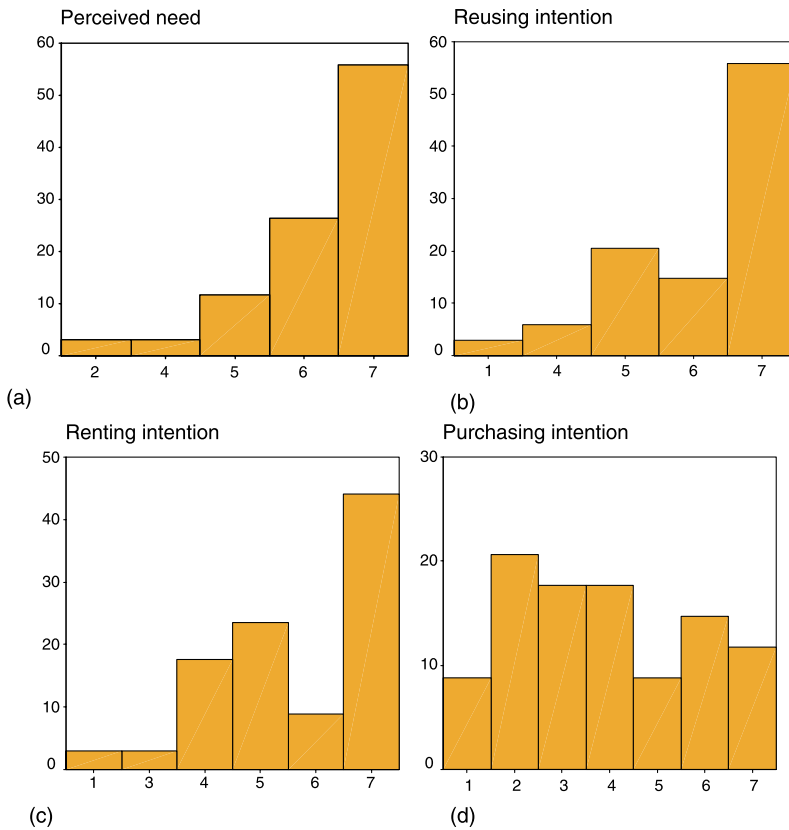 Perceived need
60
50
40
30
20
10
0
2 4 5 6 7
(a)
Reusing intention
60
50
40
30
20
10
0
1 4 5 6 7
(b)
Renting intention
50
40
30
20
10
0
1 3 4 5 6 7
(c)
Purchasing intention
30
20
10
0
1 2 3 4 5 6 7
(d)